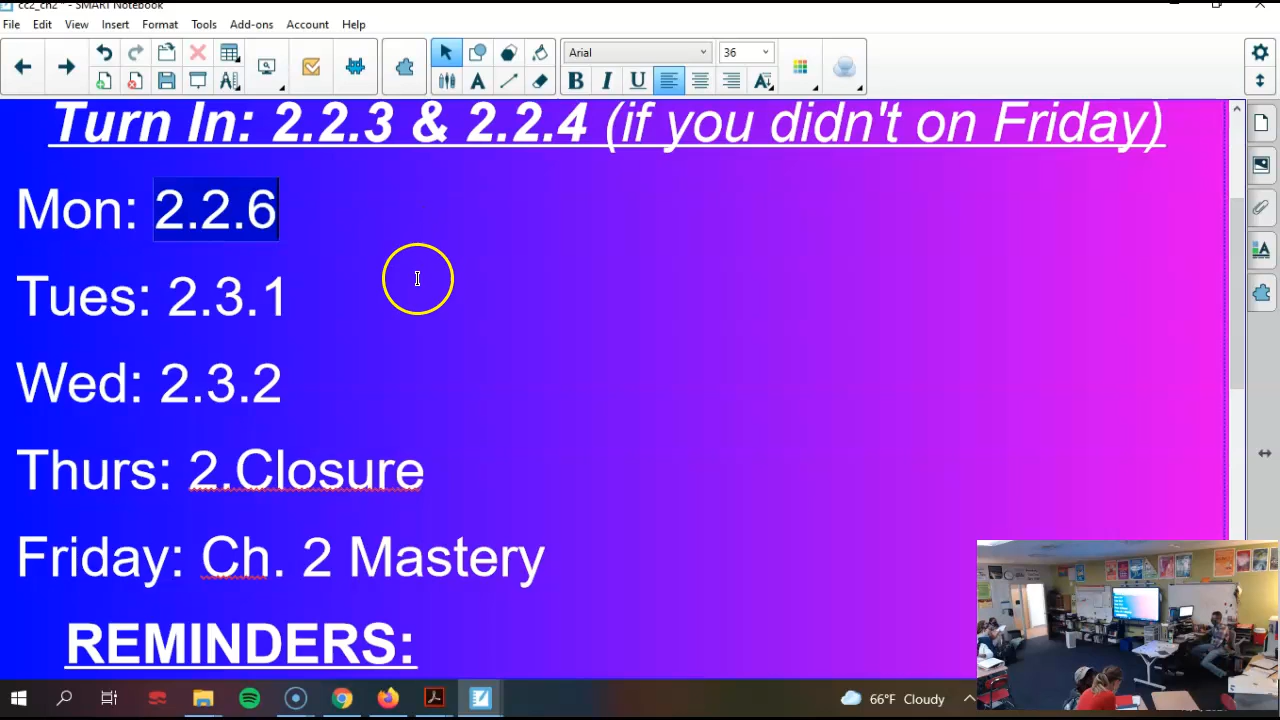 cc2_ch2 * - SMART Notebook
File Edit View Insert Format Tools Add-ons Account Help
Arial 36
B I U A
Turn In: 2.2.3 & 2.2.4 (if you didn't on Friday)
Mon: 2.2.6
Tues: 2.3.1
Wed: 2.3.2
Thurs: 2.Closure
Friday: Ch. 2 Mastery
REMINDERS:
66°F Cloudy